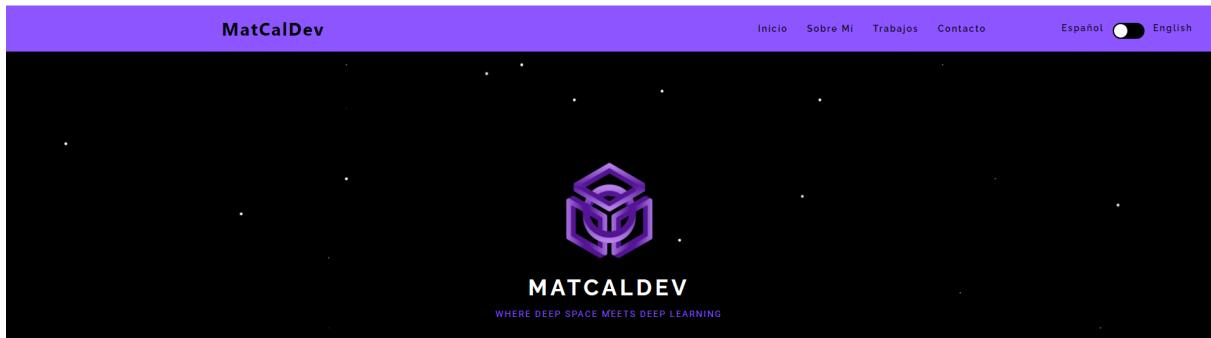 MatCalDev
Inicio Sobre Mí Trabajos Contacto
Español English
MATCALDEV
WHERE DEEP SPACE MEETS DEEP LEARNING